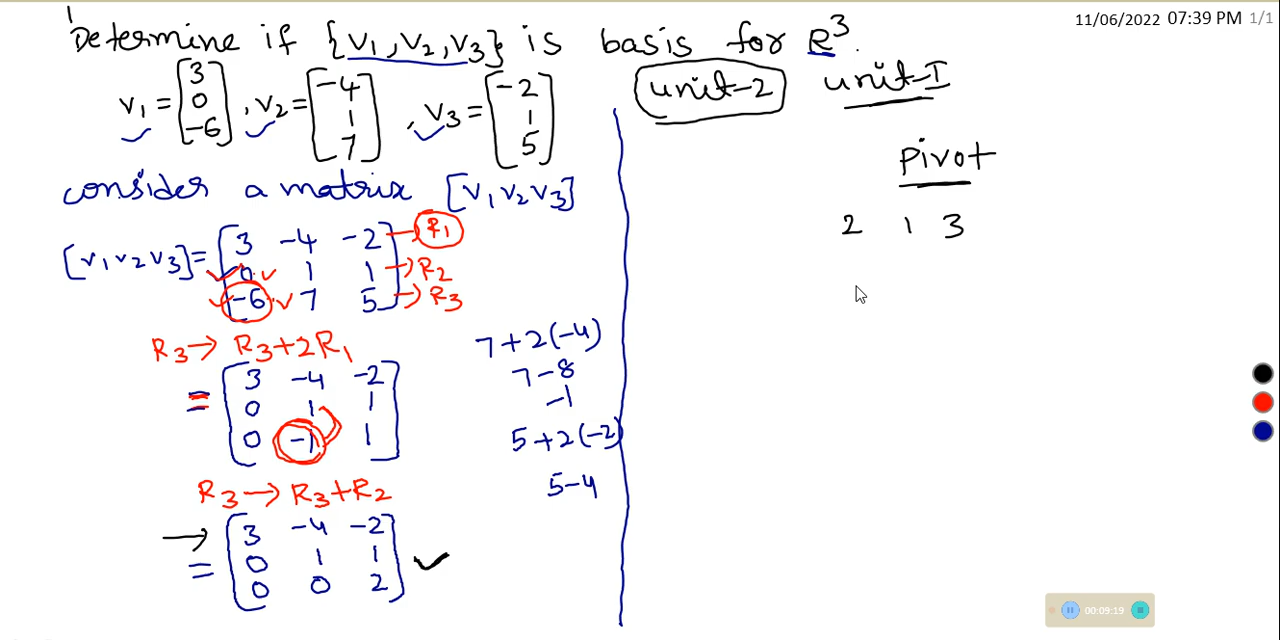 11/06/2022 07:39 PM 1/1
1
Determine if {v1, v2, v3} is basis for R³.
v1 = [3 0 -6], v2 = [-4 1 7], v3 = [-2 1 5]
unit-2
unit-I
consider a matrix [v1 v2 v3]
[v1 v2 v3] = [3 -4 -2 → R1
0 1 1 → R2
-6 7 5] → R3
R3 → R3+2R1
= [3 -4 -2
0 1 1
0 -1 1]
R3 → R3+R2
→
= [3 -4 -2
0 1 1
0 0 2]
7+2(-4)
7-8
-1
5+2(-2)
5-4
pivot
2 1 3
00:09:19